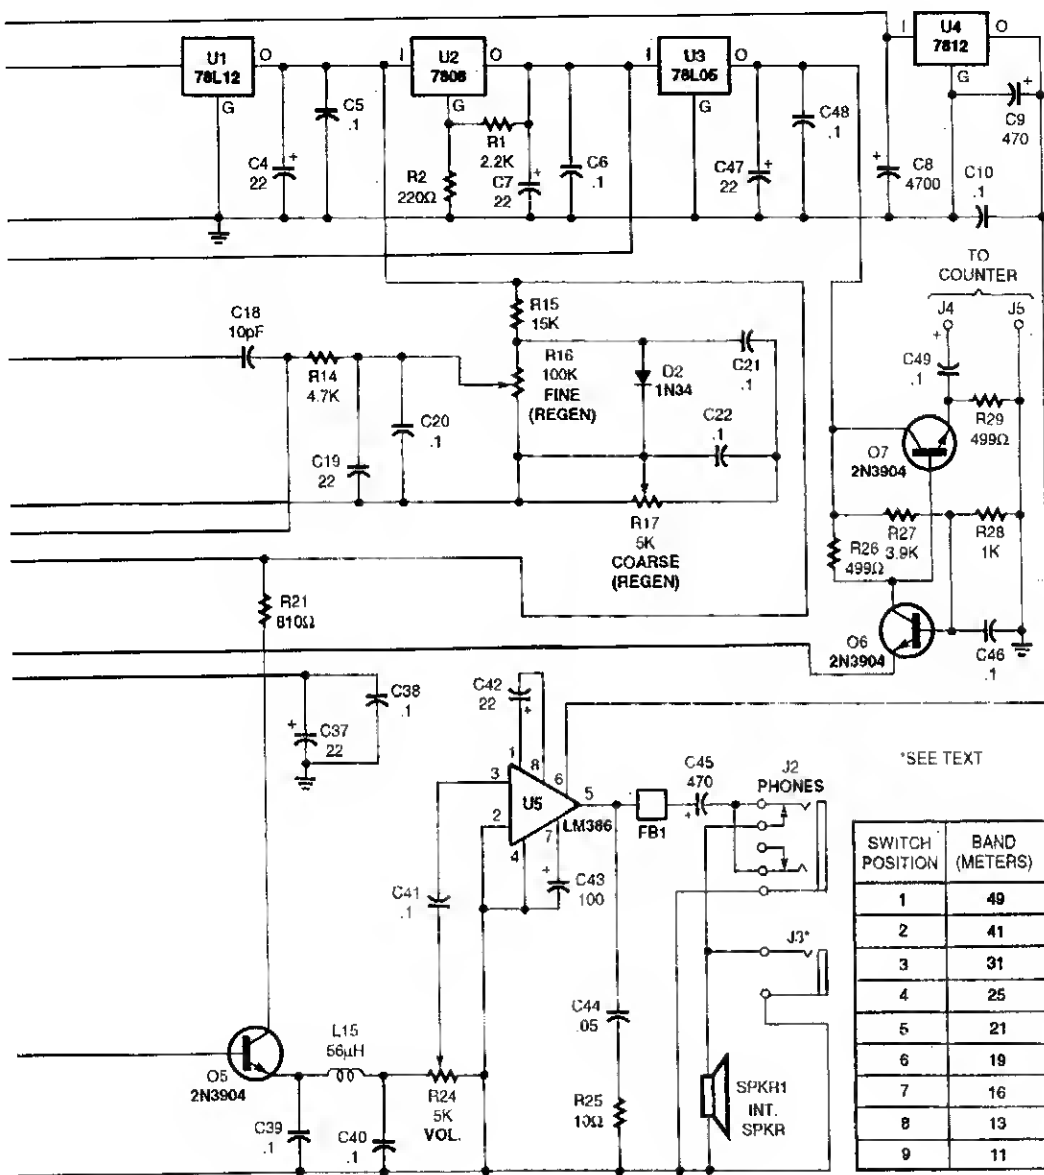 I
U1
78L12
O
G
I
U2
7808
O
G
I
U3
78L05
O
G
I
U4
7812
O
G
C5
.1
C4
+
22
R1
2.2K
R2
220Ω
C7
+
22
C6
.1
C47
+
22
C48
.1
+
C8
4700
C9
+
470
C10
.1
TO
COUNTER
J4
J5
C18
10pF
R14
4.7K
C19
22
C20
.1
R15
15K
R16
100K
FINE
(REGEN)
D2
1N34
C21
.1
C22
.1
R17
5K
COARSE
(REGEN)
+
C49
.1
R29
499Ω
Q7
2N3904
R26
499Ω
R27
3.9K
R28
1K
Q6
2N3904
C46
.1
R21
810Ω
+
C37
22
C38
.1
C42
22
+
1
8
6
3
2
4
7
5
U5
LM386
+
C43
100
C41
.1
FB1
C45
470
+
J2
PHONES
J3*
*SEE TEXT
C44
.05
R25
10Ω
SPKR1
INT.
SPKR
Q5
2N3904
L15
56µH
R24
5K
VOL.
C39
.1
C40
.1
SWITCH POSITION BAND (METERS)
1 49
2 41
3 31
4 25
5 21
6 19
7 16
8 13
9 11